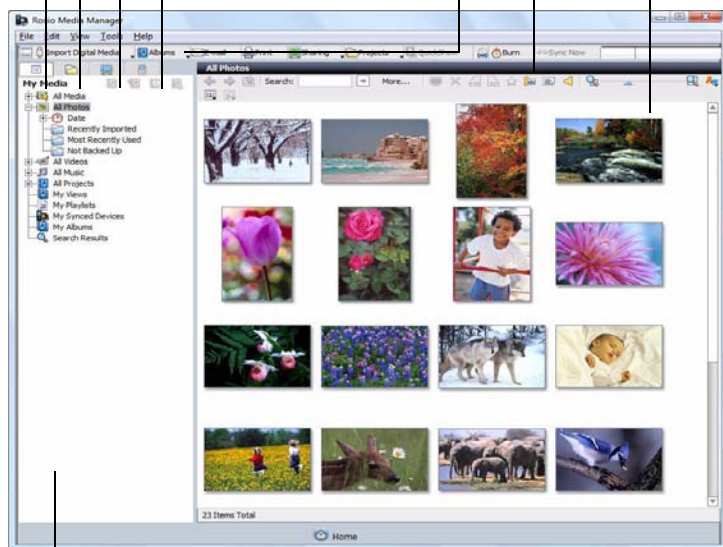 Roxio Media Manager
File Edit View Tools Help
Import Digital Media Albums E-mail Print Sharing Projects Burn Sync Now
All Photos
Search: More...
My Media
All Media
All Photos
Date
Recently Imported
Most Recently Used
Not Backed Up
All Videos
All Music
All Projects
My Views
My Playlists
My Synced Devices
My Albums
Search Results
23 Items Total
Home